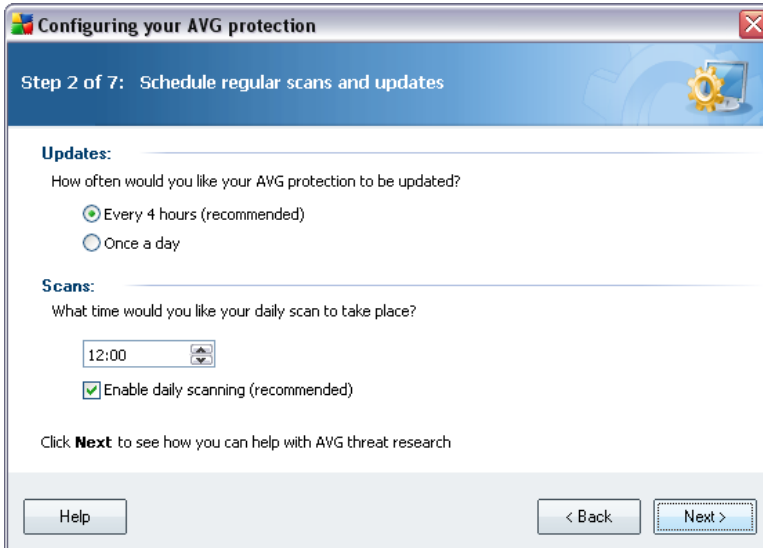 Configuring your AVG protection
Step 2 of 7: Schedule regular scans and updates
Updates:
How often would you like your AVG protection to be updated?
Every 4 hours (recommended)
Once a day
Scans:
What time would you like your daily scan to take place?
12:00
Enable daily scanning (recommended)
Click Next to see how you can help with AVG threat research
Help
< Back
Next >